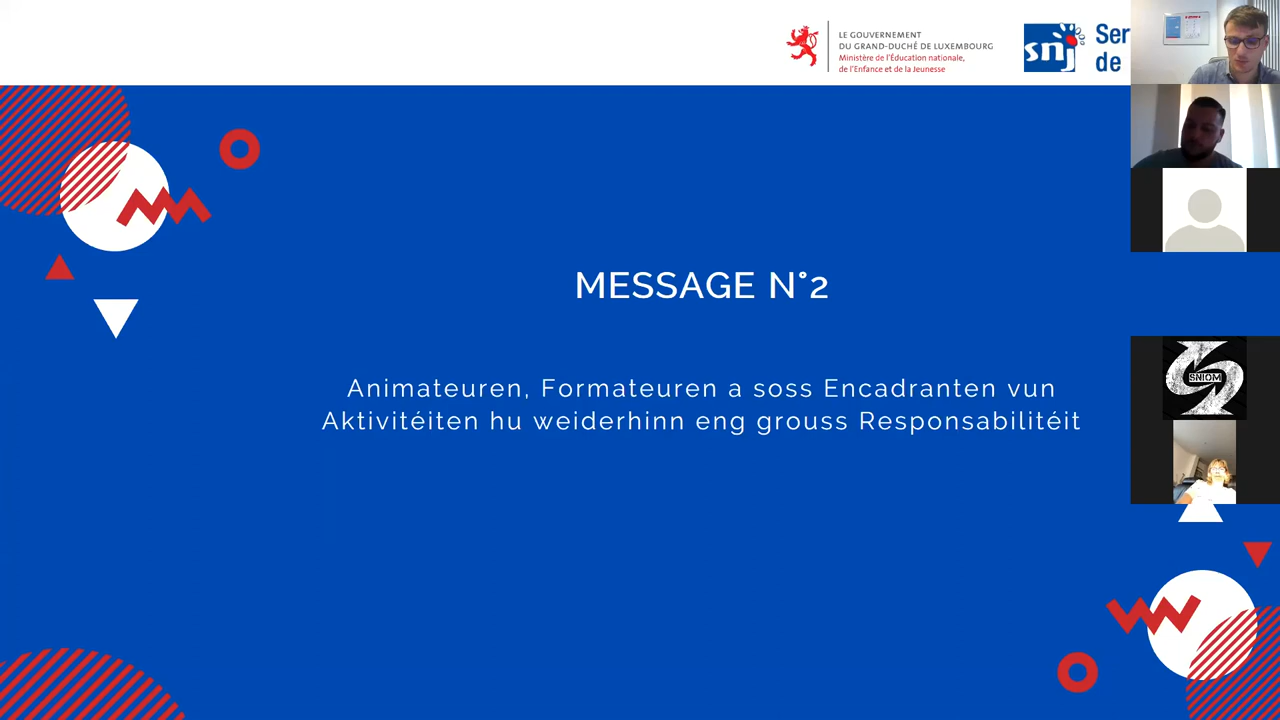 LE GOUVERNEMENT
DU GRAND-DUCHÉ DE LUXEMBOURG
Ministère de l'Éducation nationale,
de l'Enfance et de la Jeunesse
snj
Ser
de
MESSAGE N°2
Animateuren, Formateuren a soss Encadranten vun
Aktivitéiten hu weiderhinn eng grouss Responsabilitéit
SNIOM